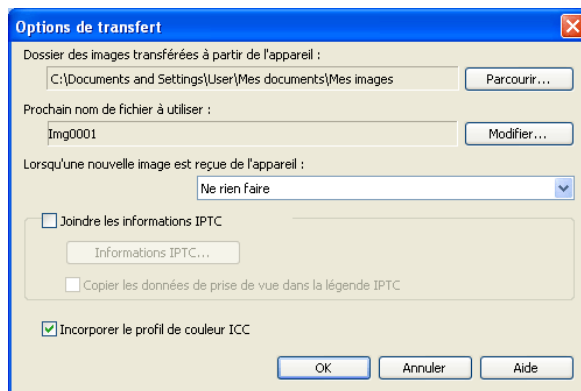 Options de transfert
Dossier des images transférées à partir de l'appareil :
C:\Documents and Settings\User\Mes documents\Mes images
Parcourir...
Prochain nom de fichier à utiliser :
Img0001
Modifier...
Lorsqu'une nouvelle image est reçue de l'appareil :
Ne rien faire
Joindre les informations IPTC
Informations IPTC...
Copier les données de prise de vue dans la légende IPTC
Incorporer le profil de couleur ICC
OK Annuler Aide